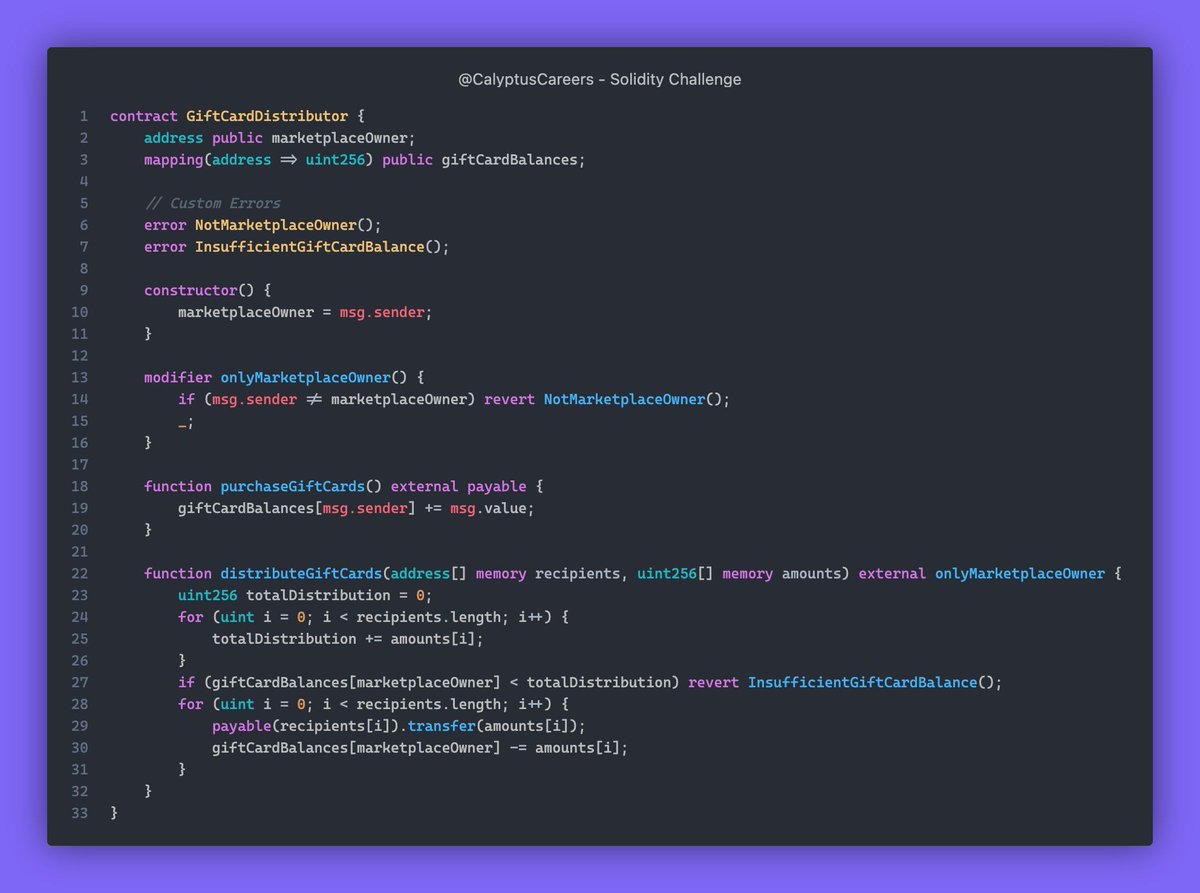 @CalyptusCareers - Solidity Challenge
1 contract GiftCardDistributor {
2     address public marketplaceOwner;
3     mapping(address => uint256) public giftCardBalances;
4
5     // Custom Errors
6     error NotMarketplaceOwner();
7     error InsufficientGiftCardBalance();
8
9     constructor() {
10         marketplaceOwner = msg.sender;
11     }
12
13     modifier onlyMarketplaceOwner() {
14         if (msg.sender != marketplaceOwner) revert NotMarketplaceOwner();
15         _;
16     }
17
18     function purchaseGiftCards() external payable {
19         giftCardBalances[msg.sender] += msg.value;
20     }
21
22     function distributeGiftCards(address[] memory recipients, uint256[] memory amounts) external onlyMarketplaceOwner {
23         uint256 totalDistribution = 0;
24         for (uint i = 0; i < recipients.length; i++) {
25             totalDistribution += amounts[i];
26         }
27         if (giftCardBalances[marketplaceOwner] < totalDistribution) revert InsufficientGiftCardBalance();
28         for (uint i = 0; i < recipients.length; i++) {
29             payable(recipients[i]).transfer(amounts[i]);
30             giftCardBalances[marketplaceOwner] -= amounts[i];
31         }
32     }
33 }